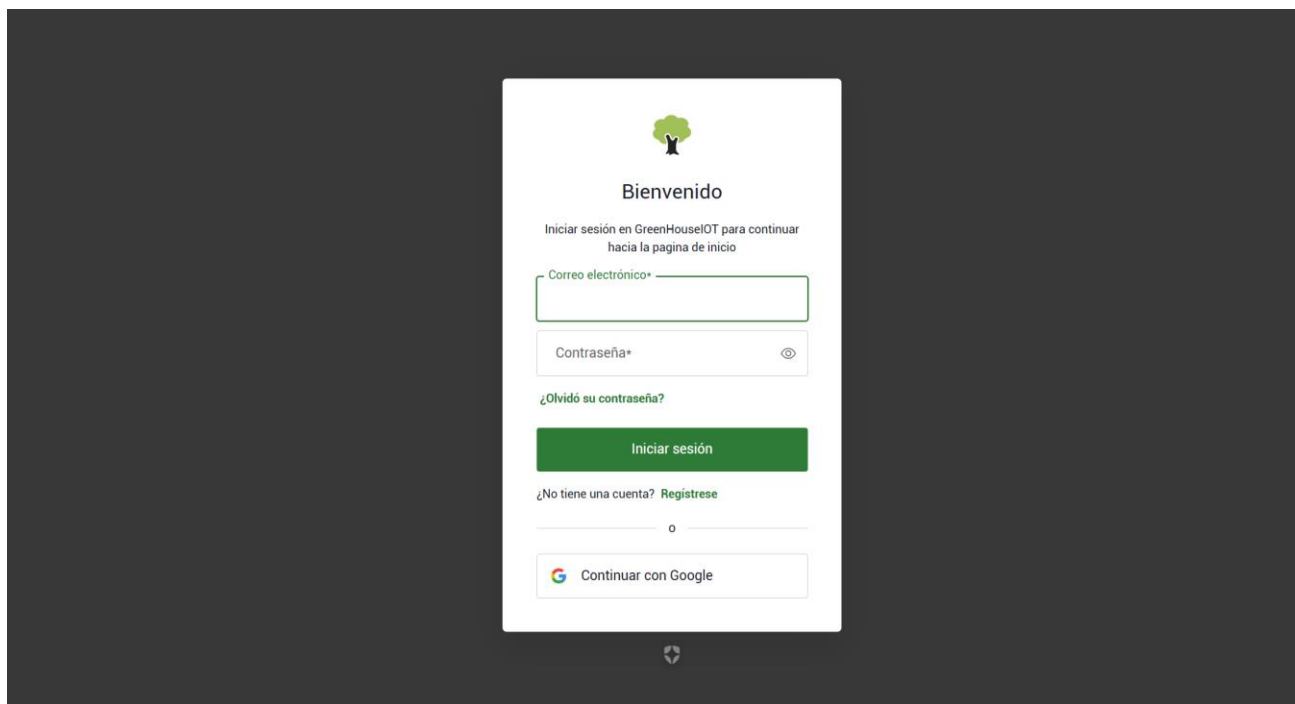 Bienvenido
Iniciar sesión en GreenHouseIOT para continuar
hacia la pagina de inicio
Correo electrónico*
Contraseña*
¿Olvidó su contraseña?
Iniciar sesión
¿No tiene una cuenta? Regístrese
o
Continuar con Google